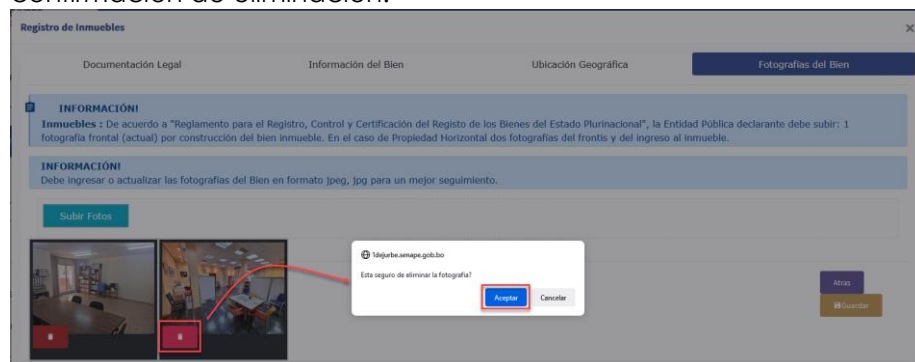 Confirmación de eliminación.
Registro de Inmuebles ×
Documentación Legal Información del Bien Ubicación Geográfica Fotografías del Bien
INFORMACIÓN!
Inmuebles : De acuerdo a "Reglamento para el Registro, Control y Certificación del Registo de los Bienes del Estado Plurinacional", la Entidad Pública declarante debe subir: 1
fotografía frontal (actual) por construcción del bien inmueble. En el caso de Propiedad Horizontal dos fotografías del frontis y del ingreso al inmueble.
INFORMACIÓN!
Debe ingresar o actualizar las fotografías del Bien en formato jpeg, jpg para un mejor seguimiento.
Subir Fotos
1dejurbe.senape.gob.bo
Esta seguro de eliminar la fotografia?
Aceptar Cancelar
Atras
Guardar